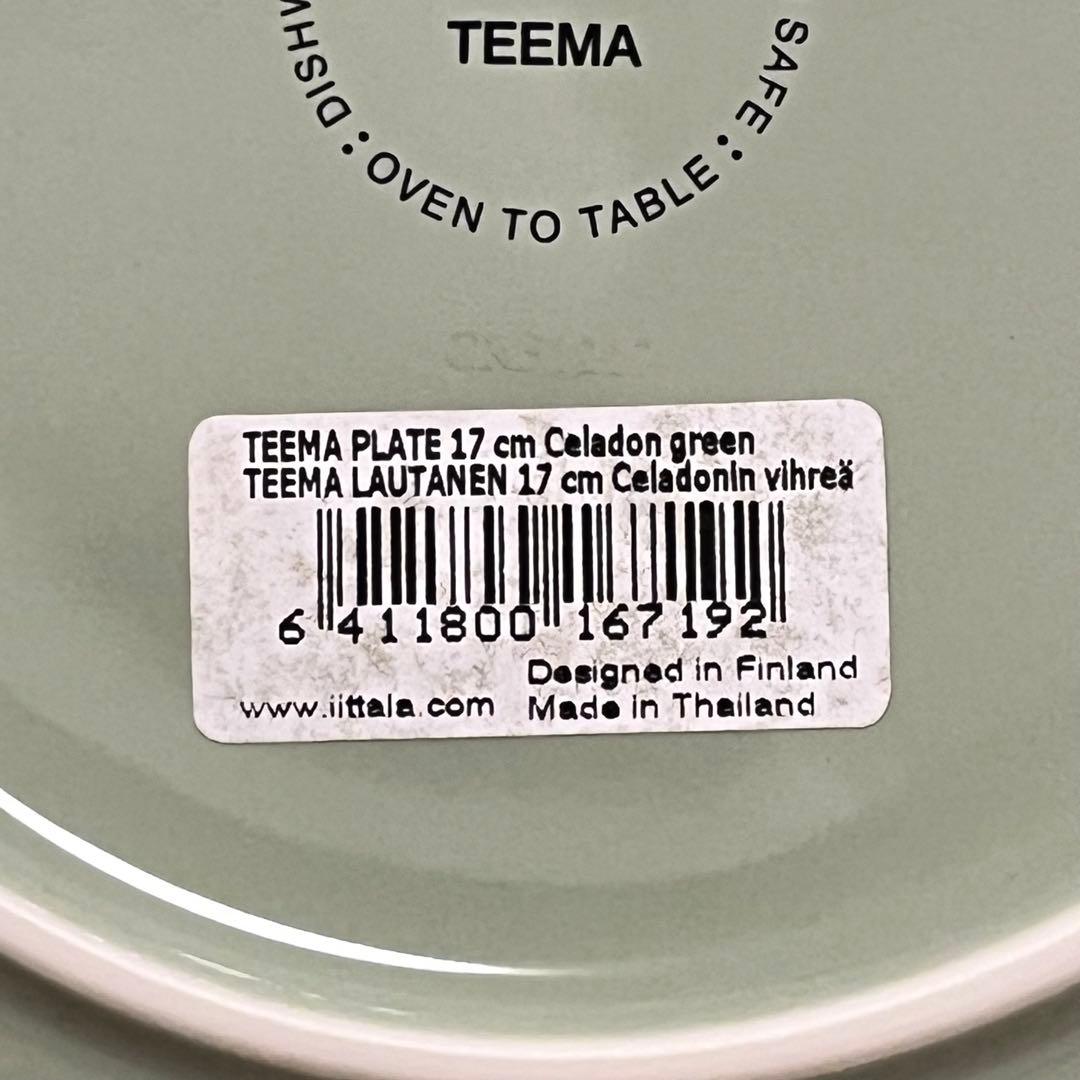 TEEMA
DISHW
: OVEN TO TABLE :
SAFE
TEEMA PLATE 17 cm Celadon green
TEEMA LAUTANEN 17 cm Celadonin vihreä
6 411800 167192
Designed in Finland
www.iittala.com Made in Thailand